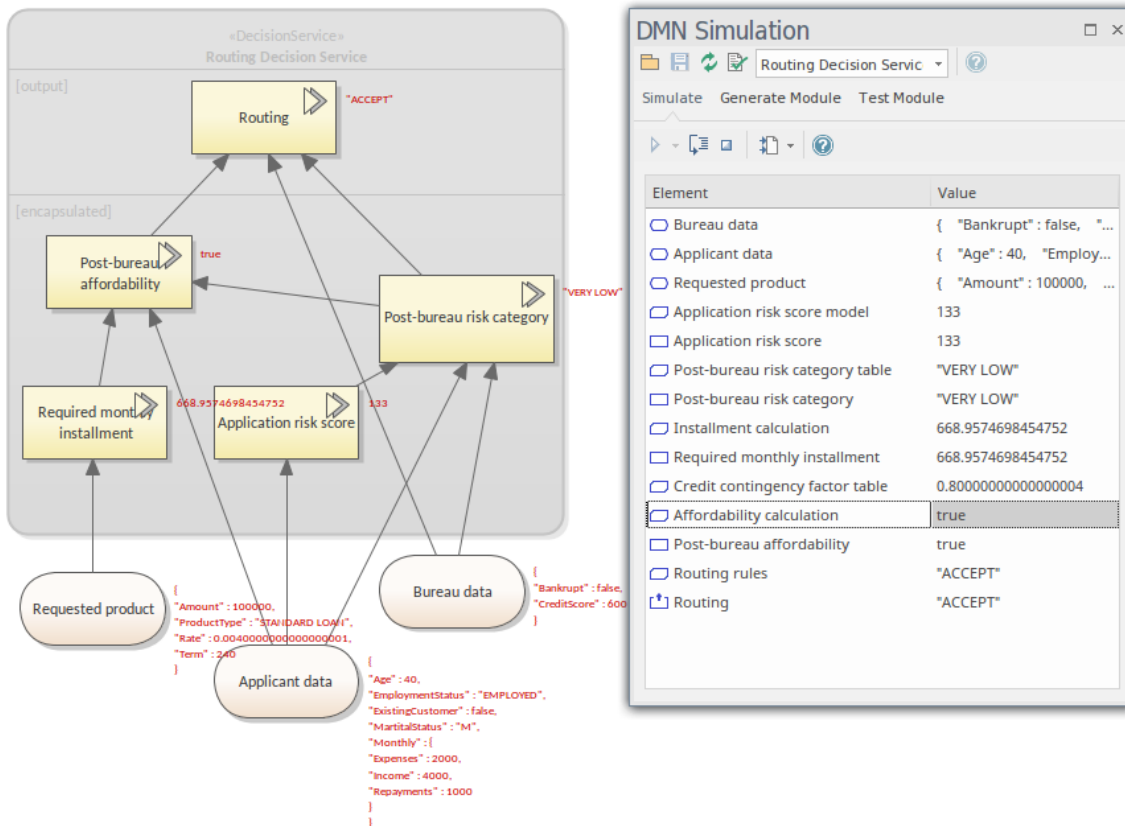 «DecisionService»
Routing Decision Service
[output]
Routing
"ACCEPT"
[encapsulated]
Post-bureau
affordability
true
Post-bureau risk category
"VERY LOW"
Required monthly
installment
668.9574698454752
Application risk score
133
Requested product
{
"Amount" : 100000,
"ProductType" : "STANDARD LOAN",
"Rate" : 0.0040000000000000001,
"Term" : 240
}
Applicant data
{
"Age" : 40,
"EmploymentStatus" : "EMPLOYED",
"ExistingCustomer" : false,
"MartitalStatus" : "M",
"Monthly" : {
"Expenses" : 2000,
"Income" : 4000,
"Repayments" : 1000
}
}
Bureau data
{
"Bankrupt" : false,
"CreditScore" : 600
}
DMN Simulation
Routing Decision Servic
Simulate Generate Module Test Module
Element Value
Bureau data { "Bankrupt" : false, "...
Applicant data { "Age" : 40, "Employ...
Requested product { "Amount" : 100000, ...
Application risk score model 133
Application risk score 133
Post-bureau risk category table "VERY LOW"
Post-bureau risk category "VERY LOW"
Installment calculation 668.9574698454752
Required monthly installment 668.9574698454752
Credit contingency factor table 0.80000000000000004
Affordability calculation true
Post-bureau affordability true
Routing rules "ACCEPT"
Routing "ACCEPT"